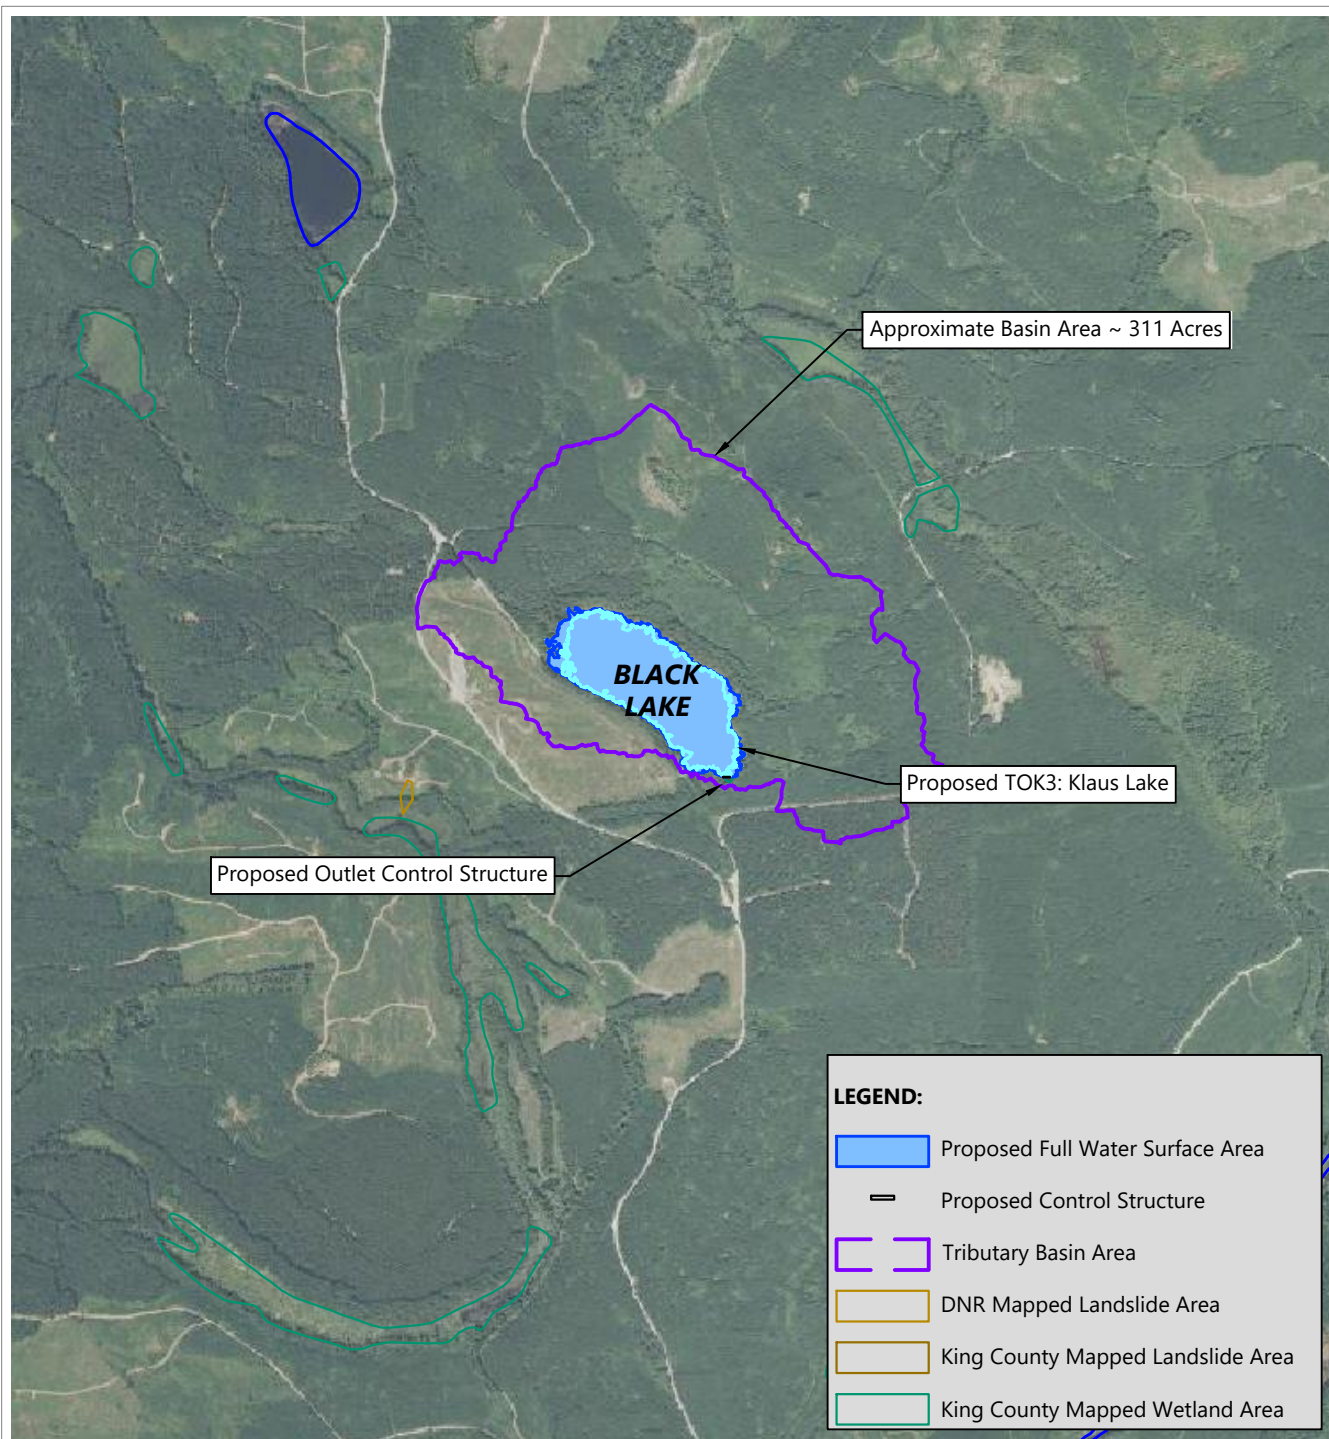 Approximate Basin Area ~ 311 Acres
BLACK
LAKE
Proposed TOK3: Klaus Lake
Proposed Outlet Control Structure
LEGEND:
Proposed Full Water Surface Area
Proposed Control Structure
Tributary Basin Area
DNR Mapped Landslide Area
King County Mapped Landslide Area
King County Mapped Wetland Area